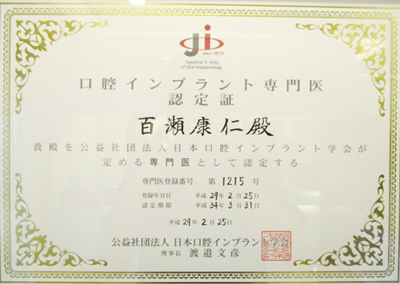 since 1972
Japanese Society
of Oral Implantology
口腔インプラント専門医
認定証
百瀬康仁殿
貴殿を公益社団法人日本口腔インプラント学会が
定める専門医として認定する
専門医登録番号 第 1215 号
登録年月日 平成 29年 2月 25日
認定期限 平成 34年 3月 31日
平成 29年 2月 25日
公益社団法人 日本口腔インプラント学会
理事長 渡邉文彦